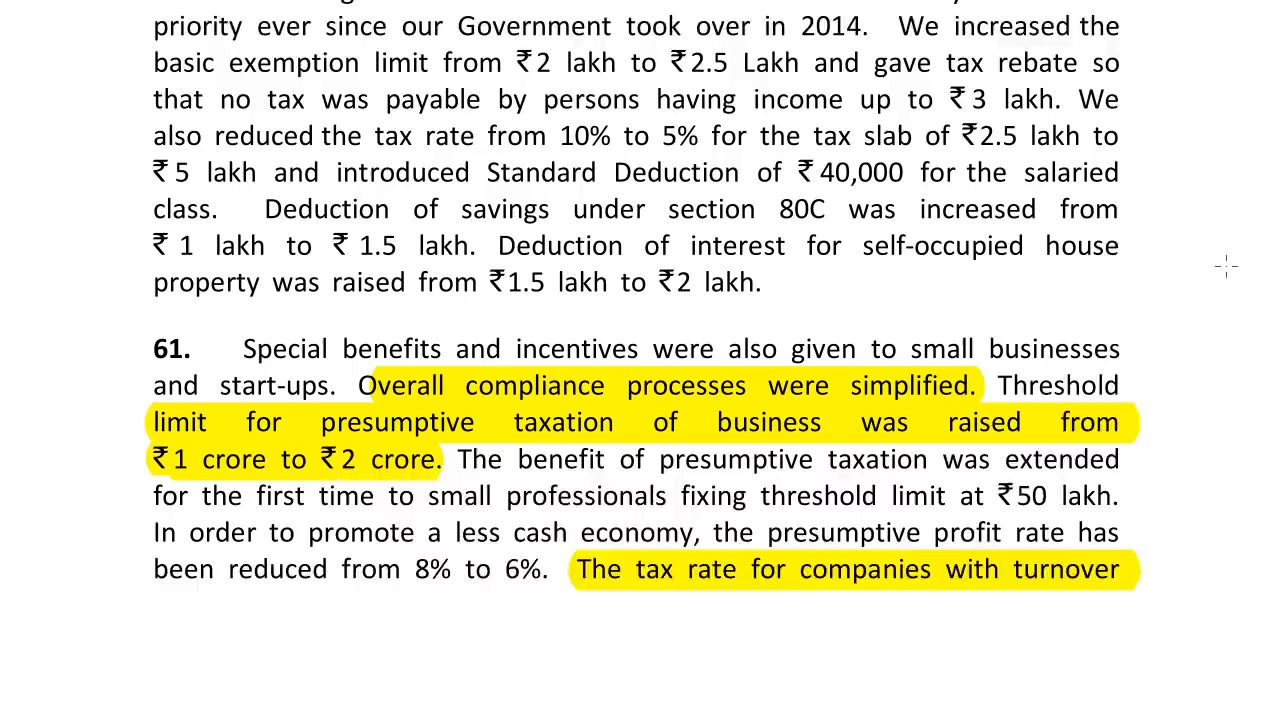 priority ever since our Government took over in 2014. We increased the
basic exemption limit from ₹2 lakh to ₹2.5 Lakh and gave tax rebate so
that no tax was payable by persons having income up to ₹3 lakh. We
also reduced the tax rate from 10% to 5% for the tax slab of ₹2.5 lakh to
₹5 lakh and introduced Standard Deduction of ₹40,000 for the salaried
class. Deduction of savings under section 80C was increased from
₹1 lakh to ₹1.5 lakh. Deduction of interest for self-occupied house
property was raised from ₹1.5 lakh to ₹2 lakh.
61. Special benefits and incentives were also given to small businesses
and start-ups. Overall compliance processes were simplified. Threshold
limit for presumptive taxation of business was raised from
₹1 crore to ₹2 crore. The benefit of presumptive taxation was extended
for the first time to small professionals fixing threshold limit at ₹50 lakh.
In order to promote a less cash economy, the presumptive profit rate has
been reduced from 8% to 6%. The tax rate for companies with turnover